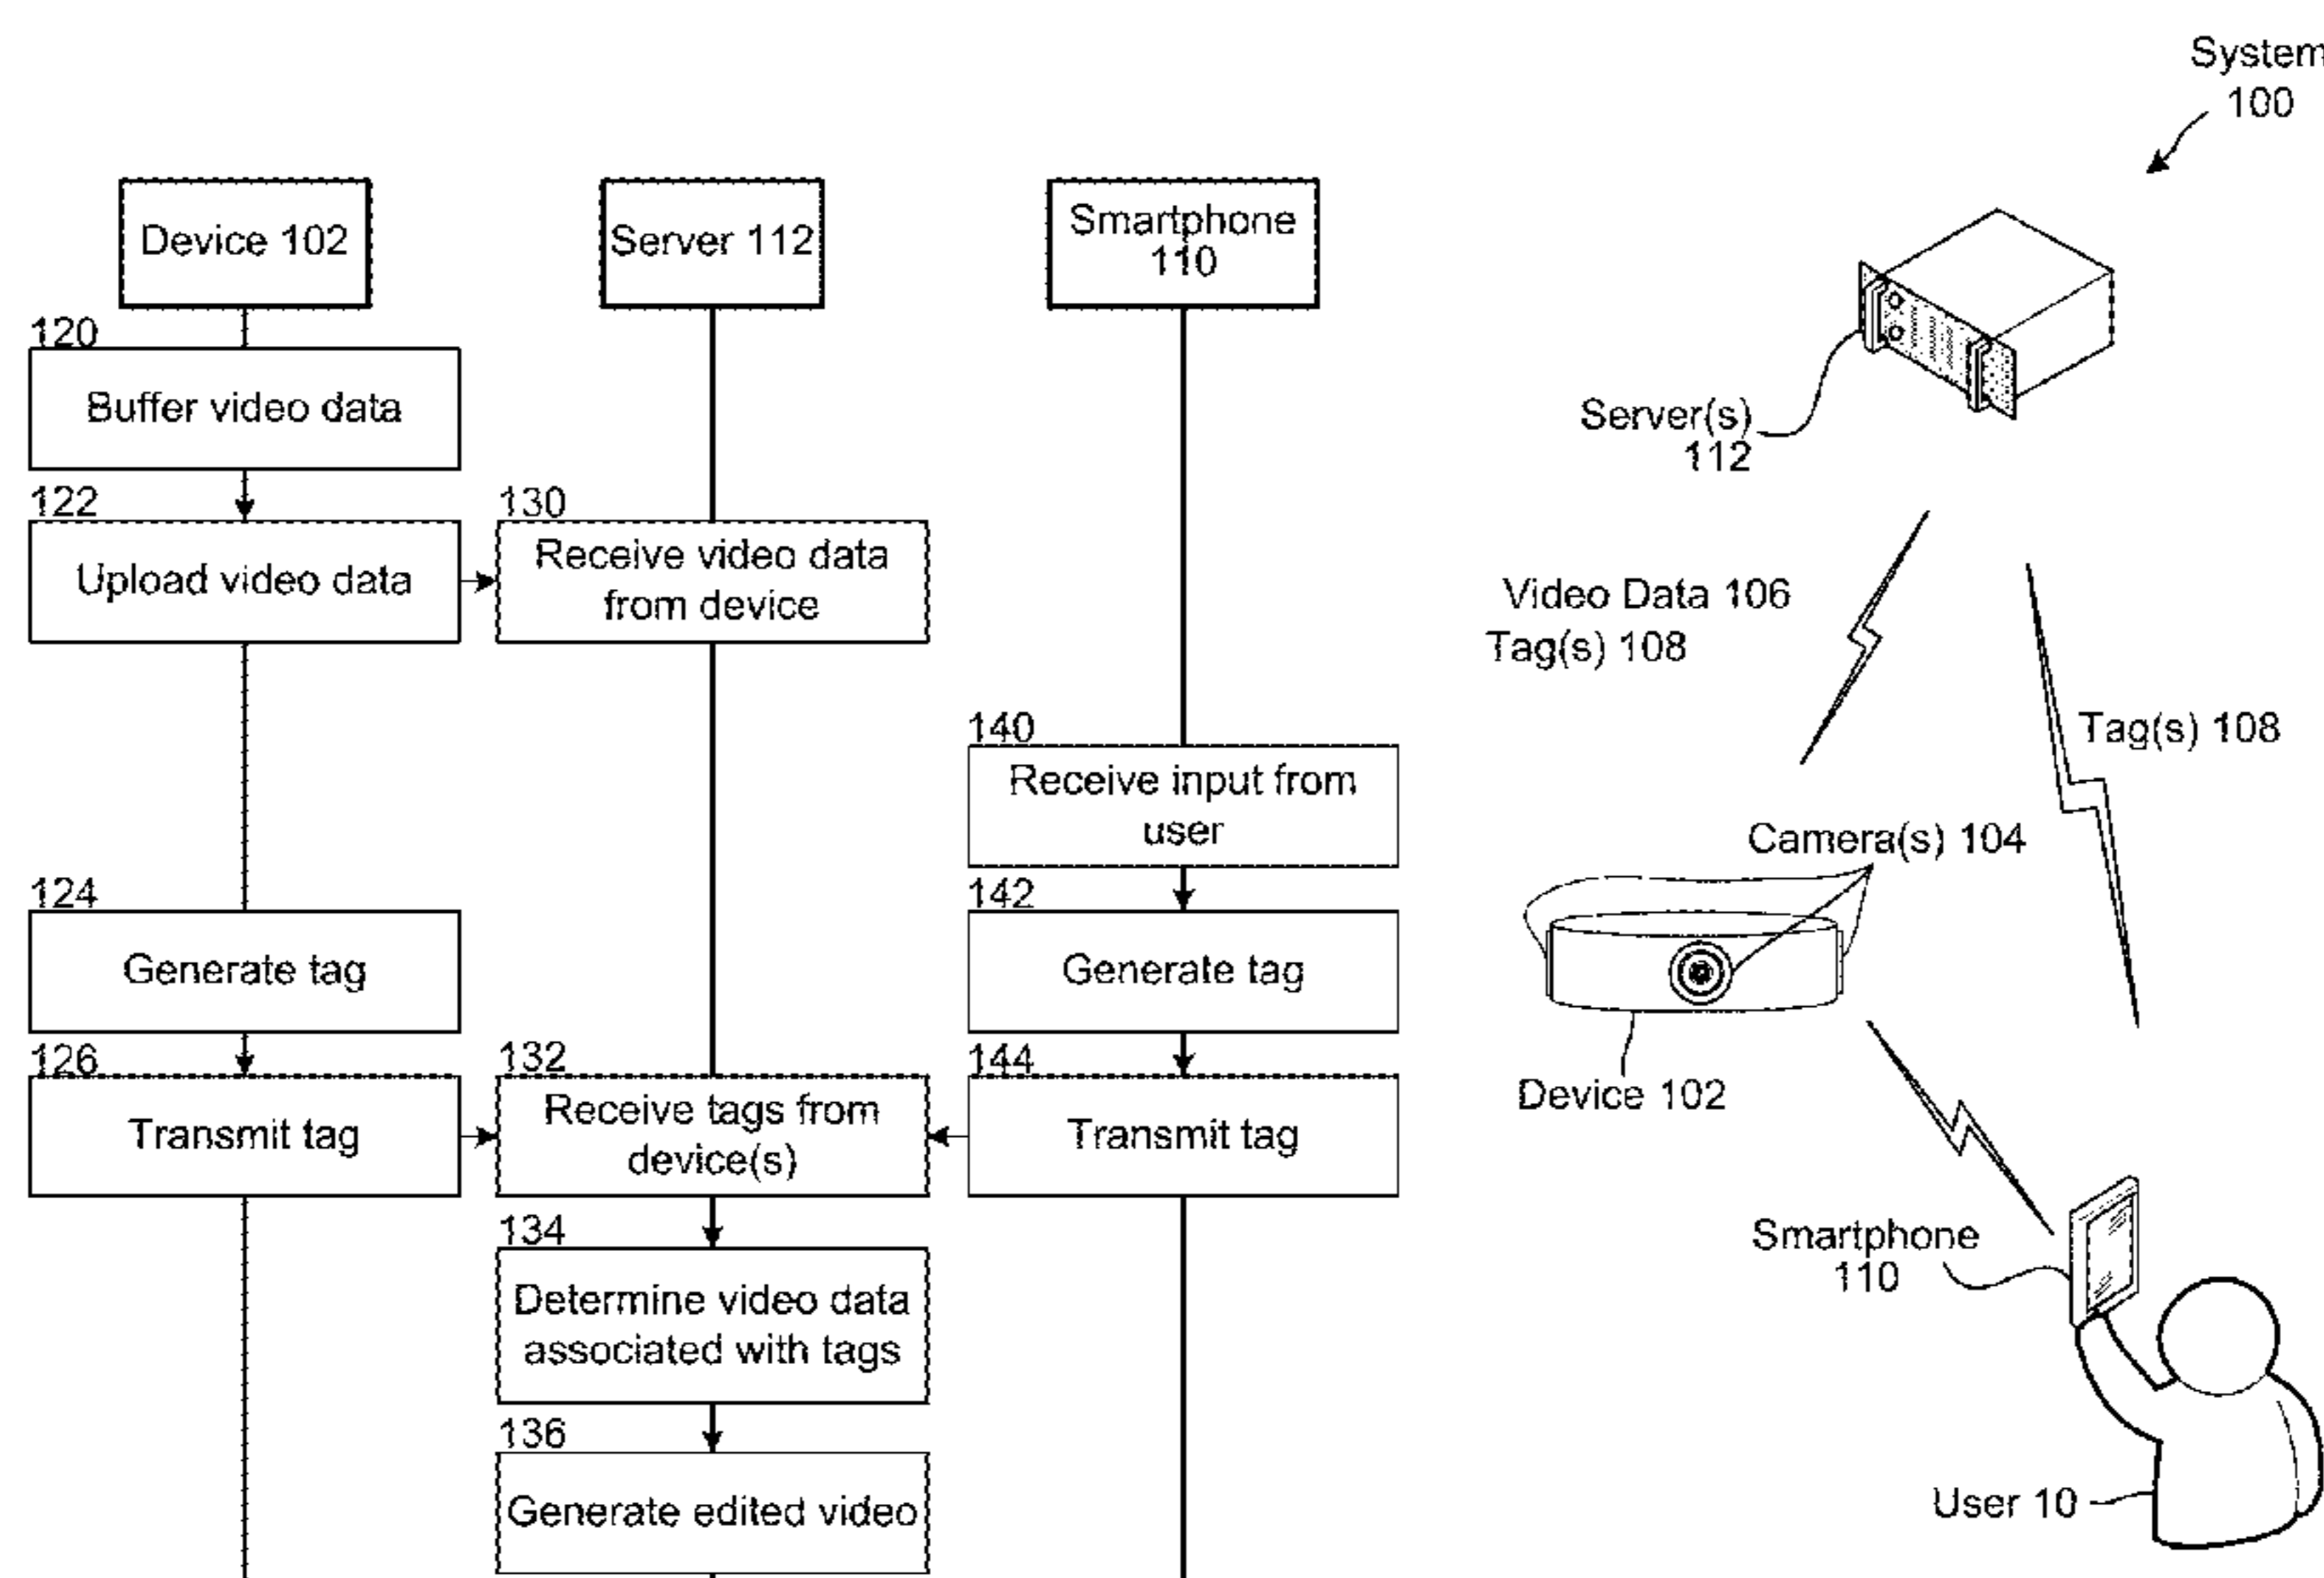 System
100
Device 102
Server 112
Smartphone
110
120
Buffer video data
122
Upload video data
130
Receive video data
from device
140
Receive input from
user
124
Generate tag
142
Generate tag
126
Transmit tag
132
Receive tags from
device(s)
144
Transmit tag
134
Determine video data
associated with tags
136
Generate edited video
Server(s)
112
Video Data 106
Tag(s) 108
Tag(s) 108
Camera(s) 104
Device 102
Smartphone
110
User 10